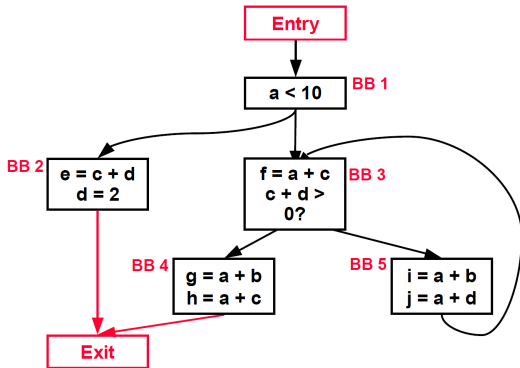 Entry
a < 10
BB 1
BB 2
e = c + d
d = 2
f = a + c
c + d >
0?
BB 3
BB 4
g = a + b
h = a + c
BB 5
i = a + b
j = a + d
Exit